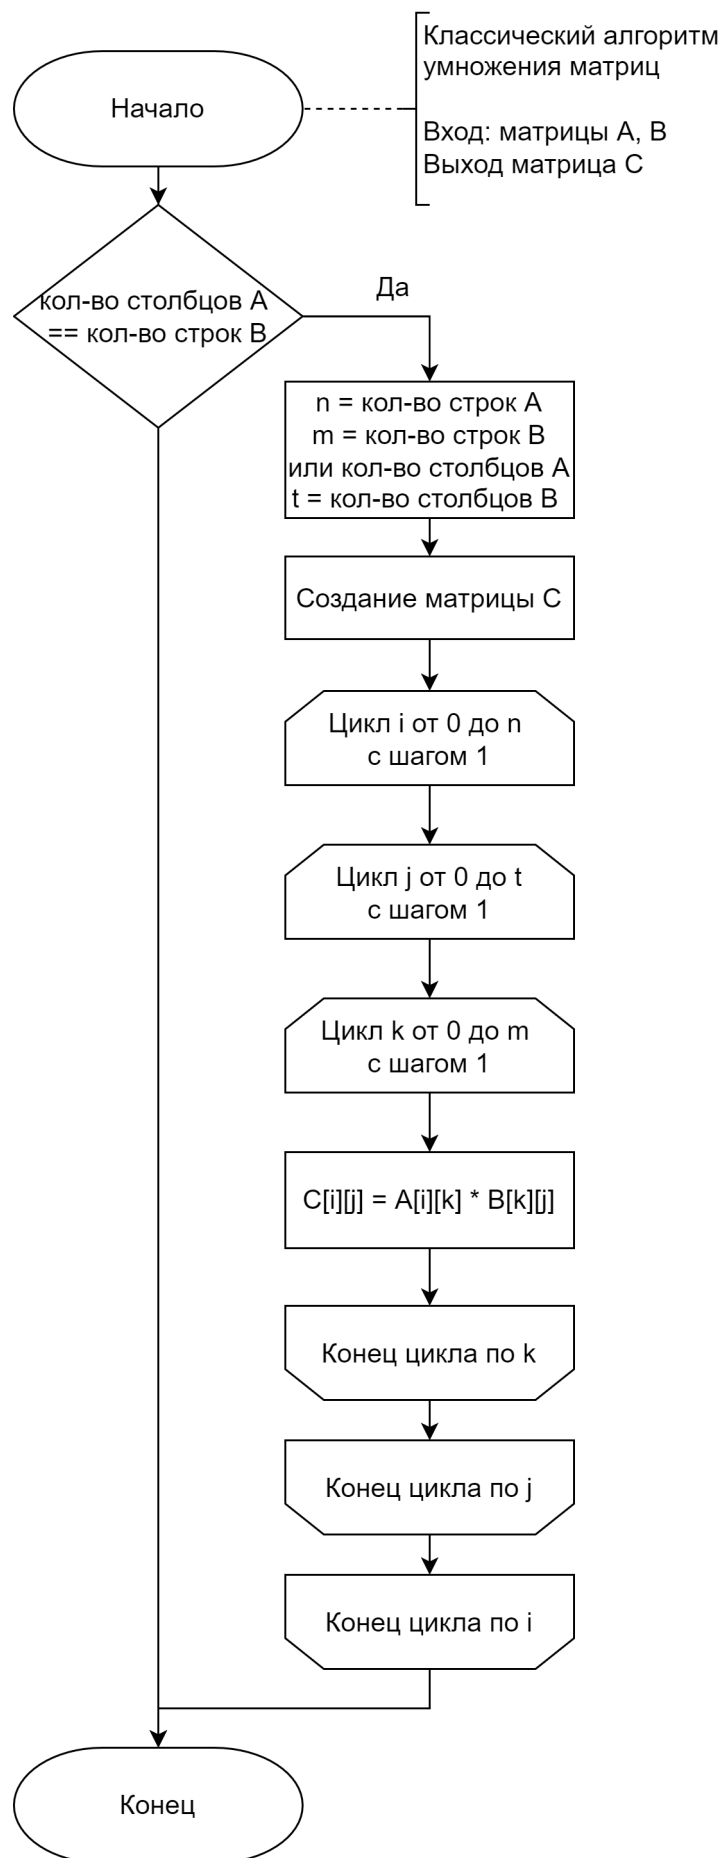 Начало
Классический алгоритм
умножения матриц
Вход: матрицы А, В
Выход матрица С
кол-во столбцов А
== кол-во строк В
Да
n = кол-во строк А
m = кол-во строк В
или кол-во столбцов А
t = кол-во столбцов В
Создание матрицы С
Цикл i от 0 до n
с шагом 1
Цикл j от 0 до t
с шагом 1
Цикл k от 0 до m
с шагом 1
C[i][j] = A[i][k] * B[k][j]
Конец цикла по k
Конец цикла по j
Конец цикла по i
Конец